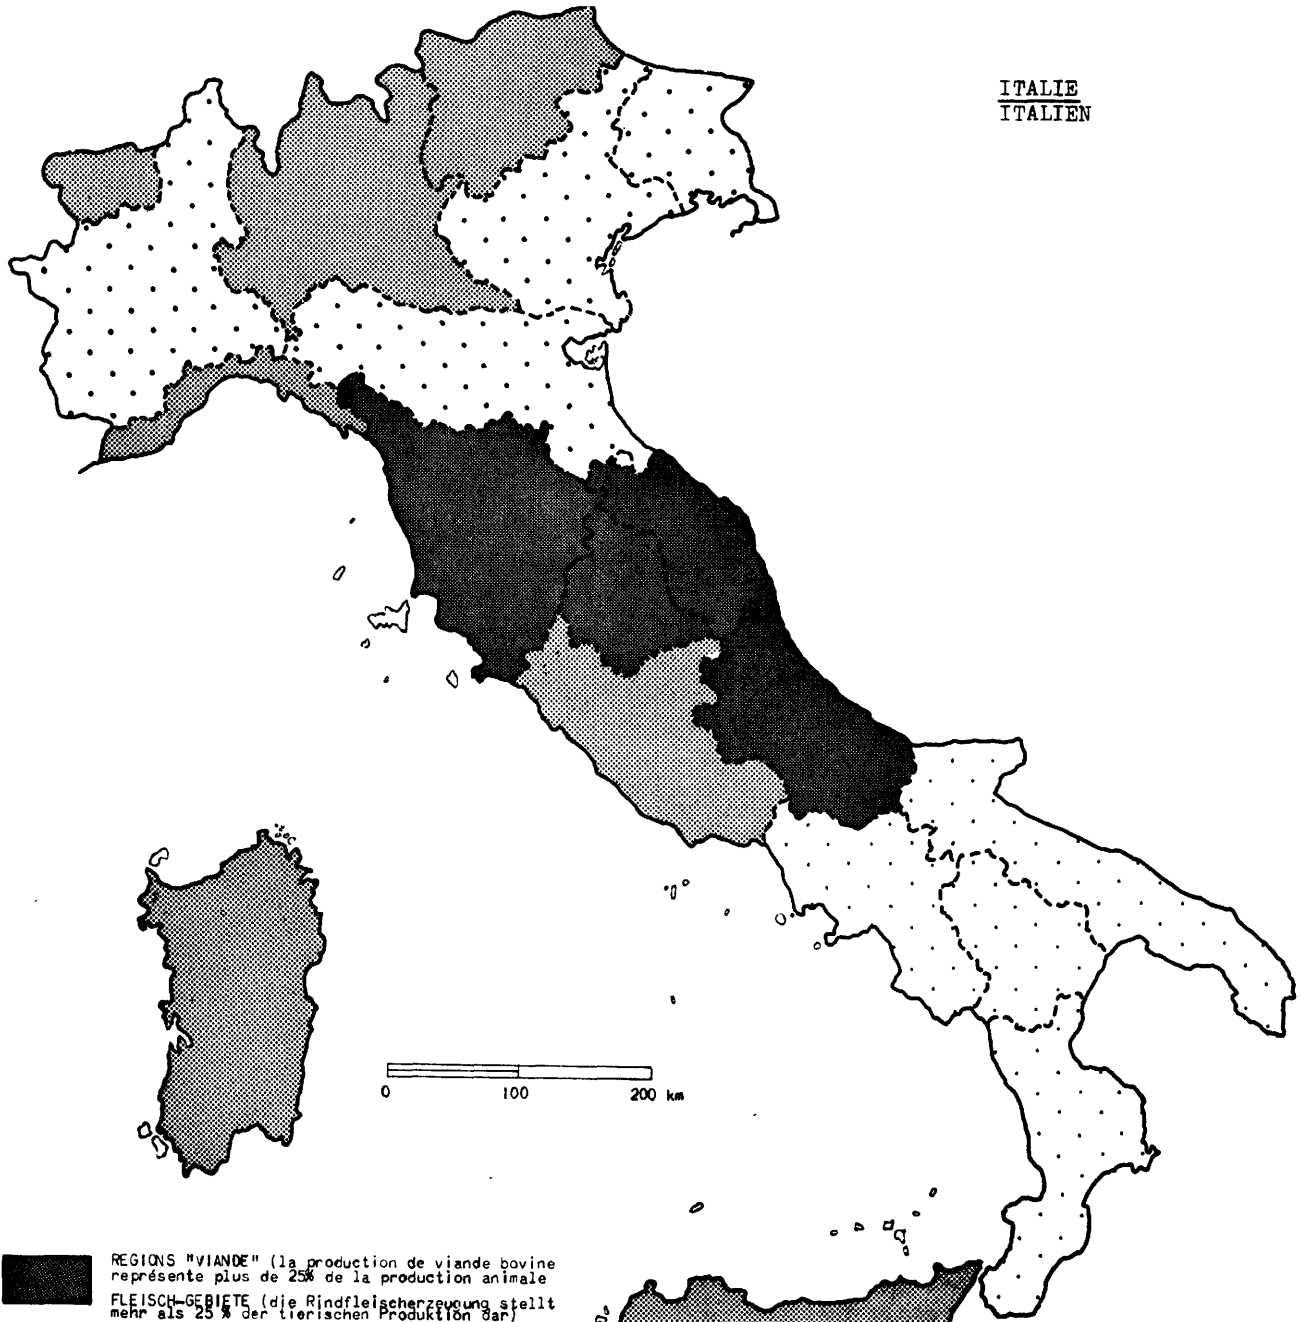 ITALIE
ITALIEN
0 100 200 km
REGIONS "VIANDE" (la production de viande bovine
représente plus de 25% de la production animale
FLEISCH-GEBIETE (die Rindfleischerzeugung stellt
mehr als 25 % der tierischen Produktion dar)